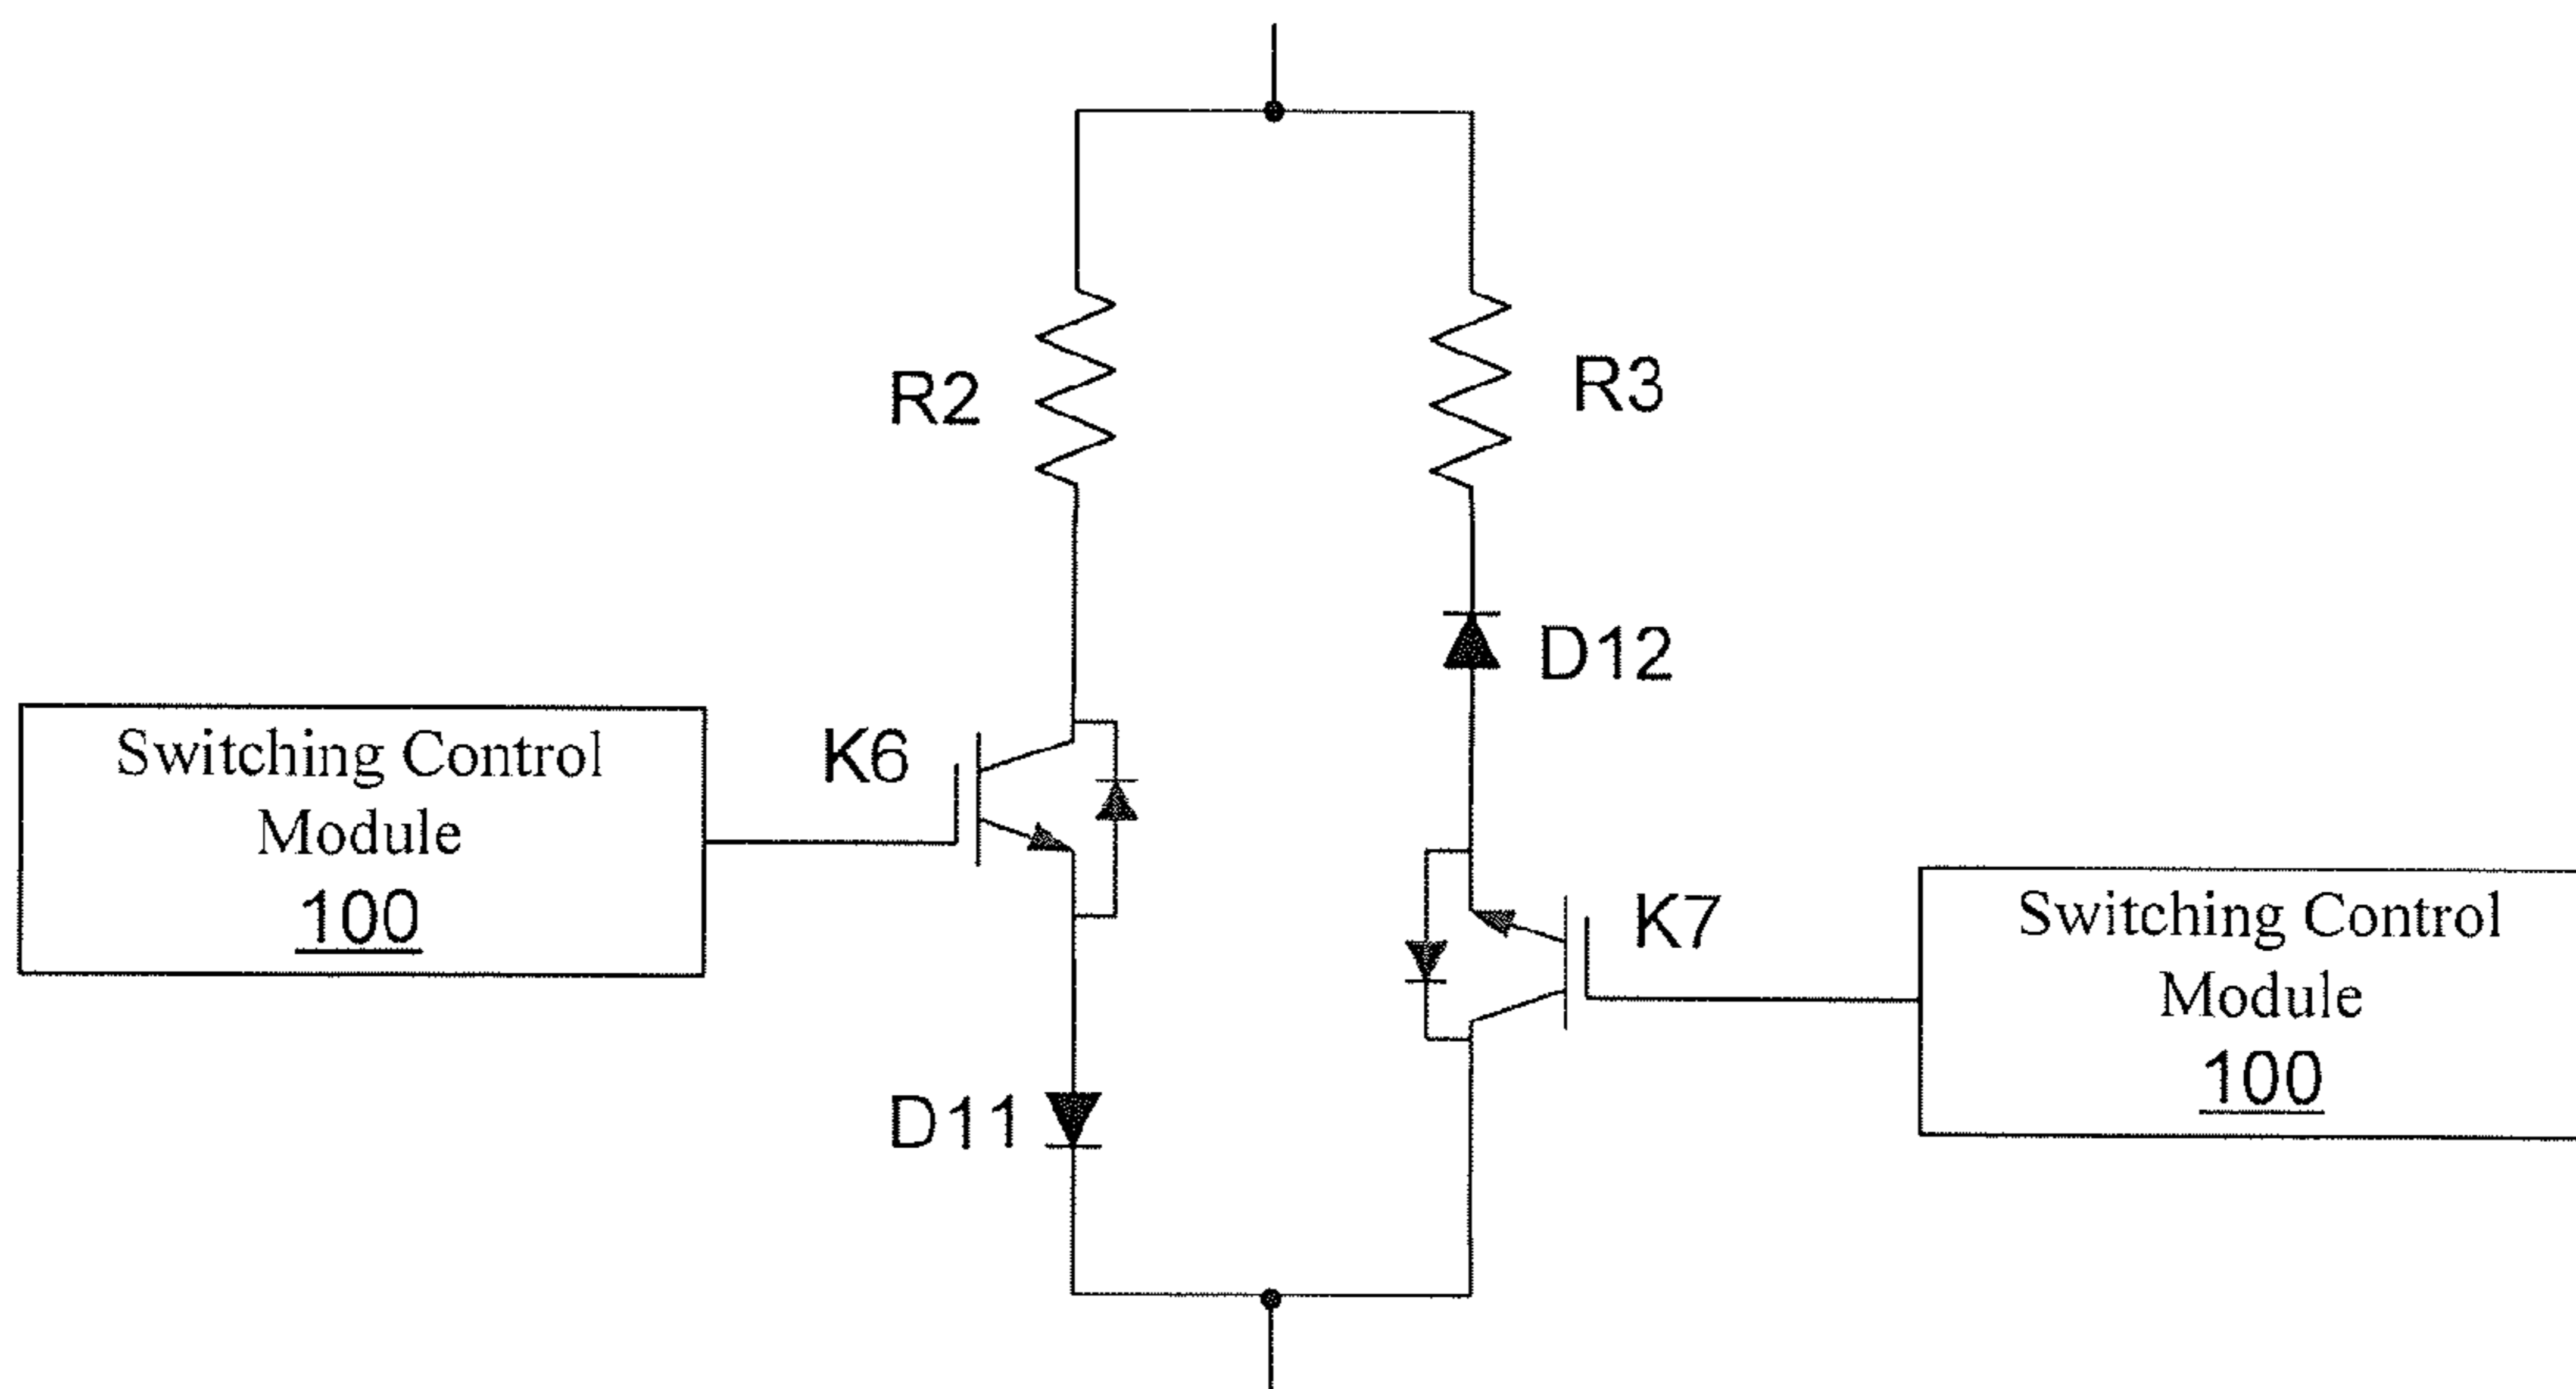 R2
R3
D12
K6
Switching Control
Module
100
K7
Switching Control
Module
100
D11